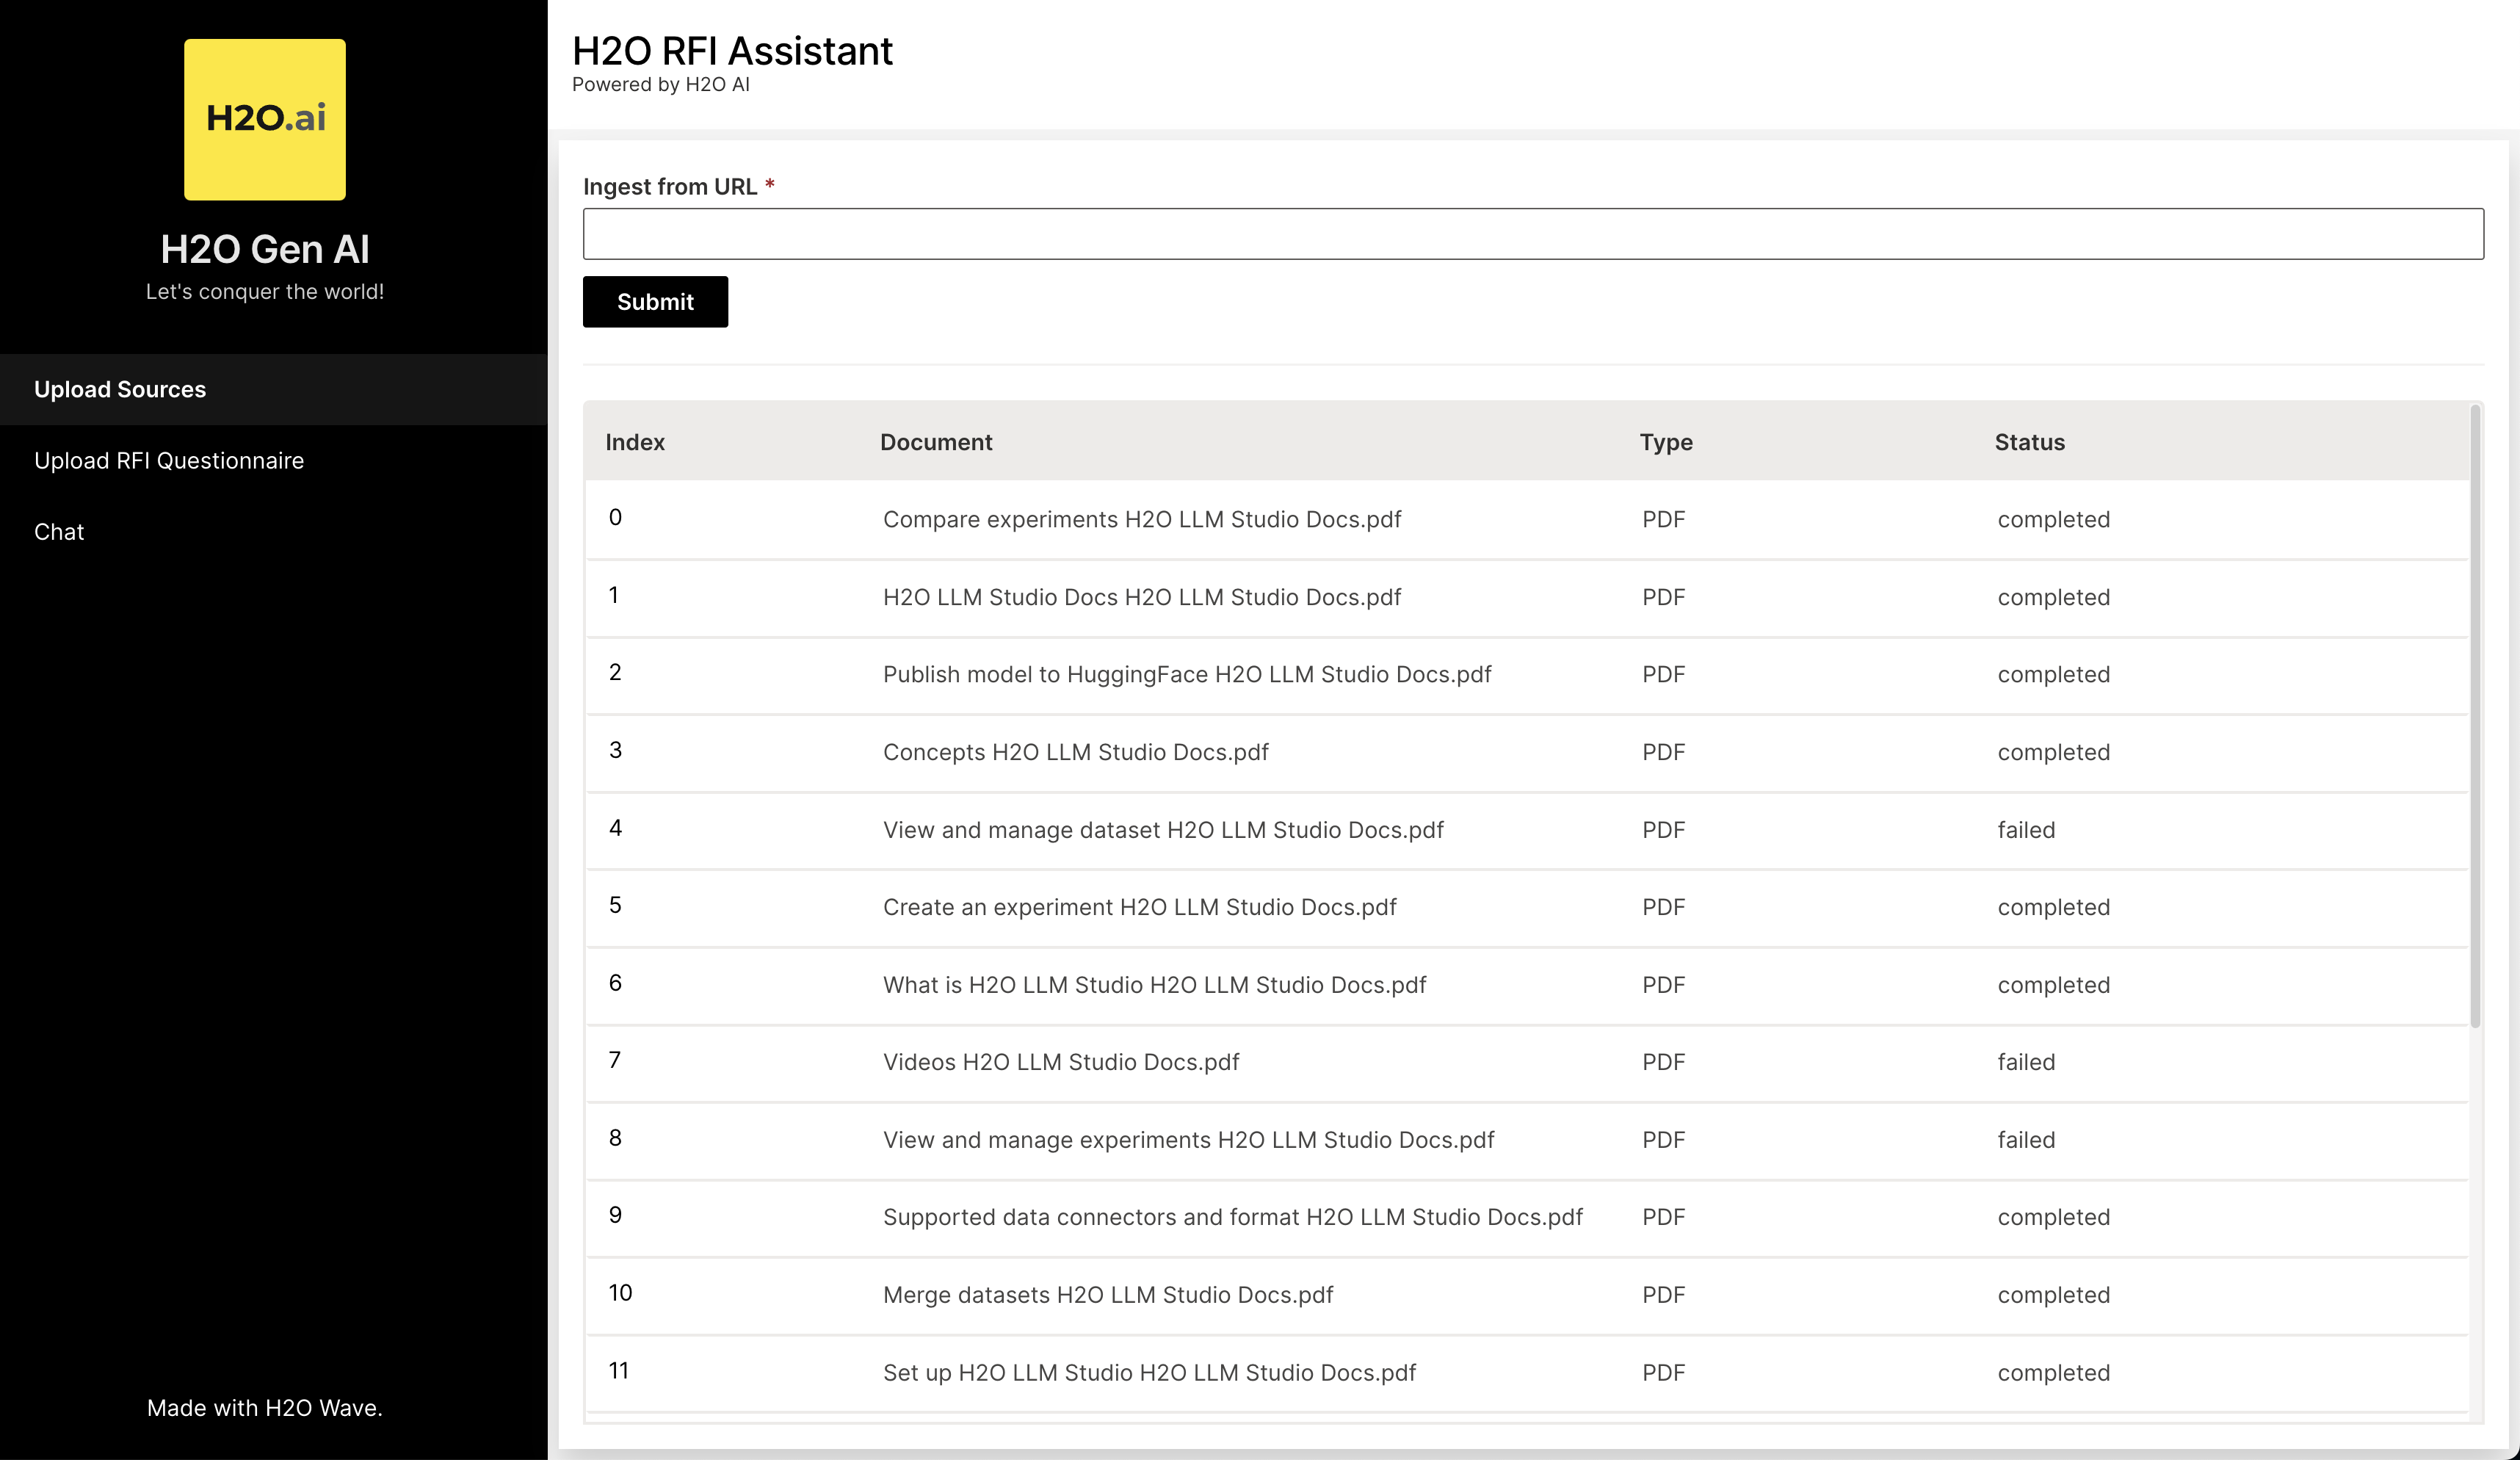 H2O.ai
H2O Gen AI
Let's conquer the world!
Upload Sources
Upload RFI Questionnaire
Chat
Made with H2O Wave.
H2O RFI Assistant
Powered by H2O AI
Ingest from URL *
Submit
Index Document Type Status
0 Compare experiments H2O LLM Studio Docs.pdf PDF completed
1 H2O LLM Studio Docs H2O LLM Studio Docs.pdf PDF completed
2 Publish model to HuggingFace H2O LLM Studio Docs.pdf PDF completed
3 Concepts H2O LLM Studio Docs.pdf PDF completed
4 View and manage dataset H2O LLM Studio Docs.pdf PDF failed
5 Create an experiment H2O LLM Studio Docs.pdf PDF completed
6 What is H2O LLM Studio H2O LLM Studio Docs.pdf PDF completed
7 Videos H2O LLM Studio Docs.pdf PDF failed
8 View and manage experiments H2O LLM Studio Docs.pdf PDF failed
9 Supported data connectors and format H2O LLM Studio Docs.pdf PDF completed
10 Merge datasets H2O LLM Studio Docs.pdf PDF completed
11 Set up H2O LLM Studio H2O LLM Studio Docs.pdf PDF completed